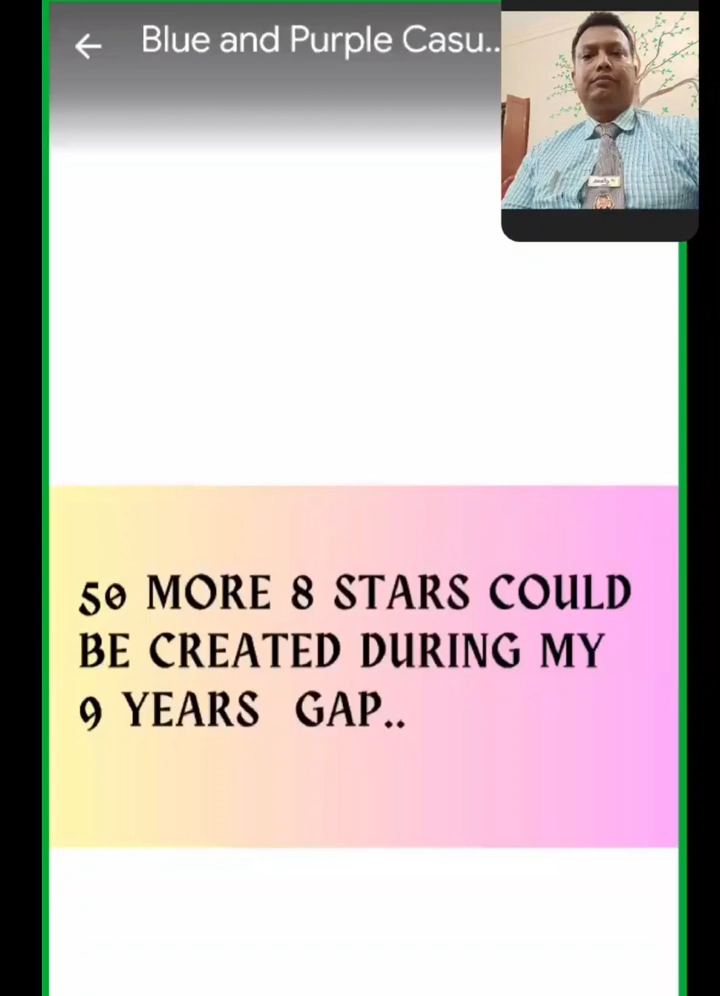 Blue and Purple Casu..
50 MORE 8 STARS COULD
BE CREATED DURING MY
9 YEARS GAP..